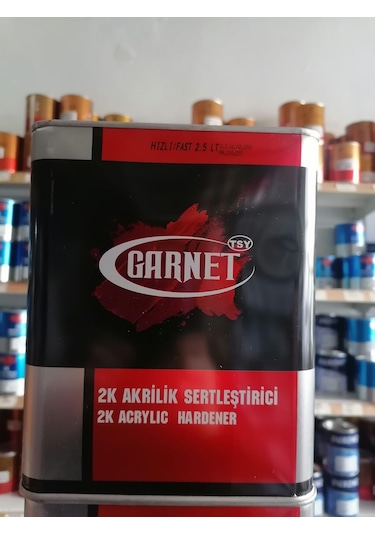 HIZLI/FAST 2.5 LT
TSY
GARNET
2K AKRİLİK SERTLEŞTİRİCİ
2K ACRYLIC HARDENER